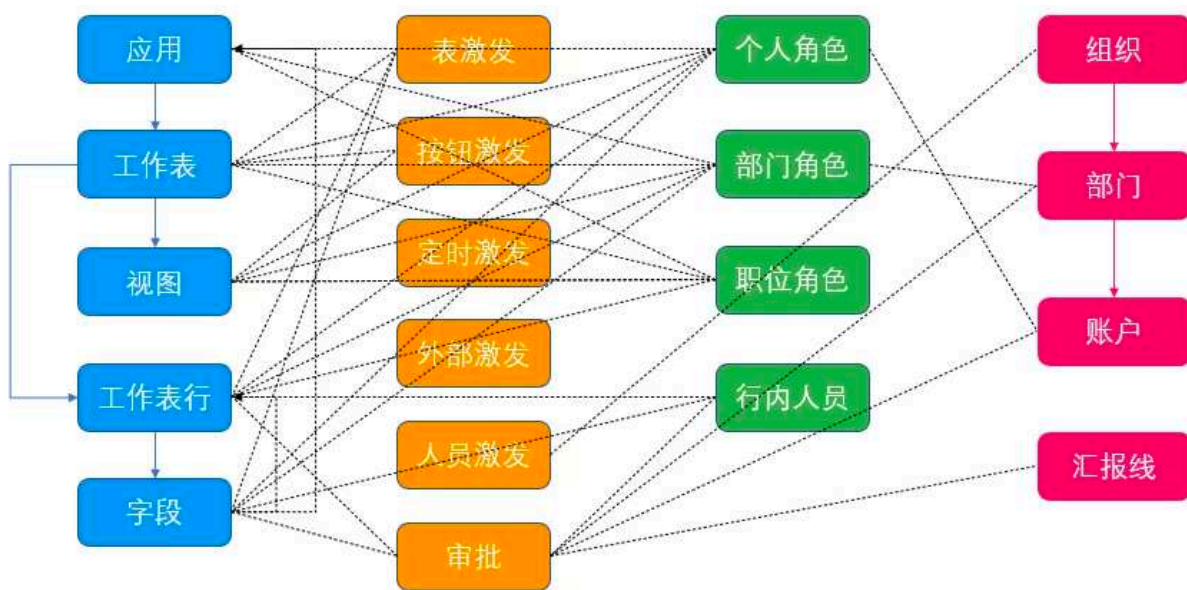 应用
工作表
视图
工作表行
字段
表激发
按钮激发
定时激发
外部激发
人员激发
审批
个人角色
部门角色
职位角色
行内人员
组织
部门
账户
汇报线